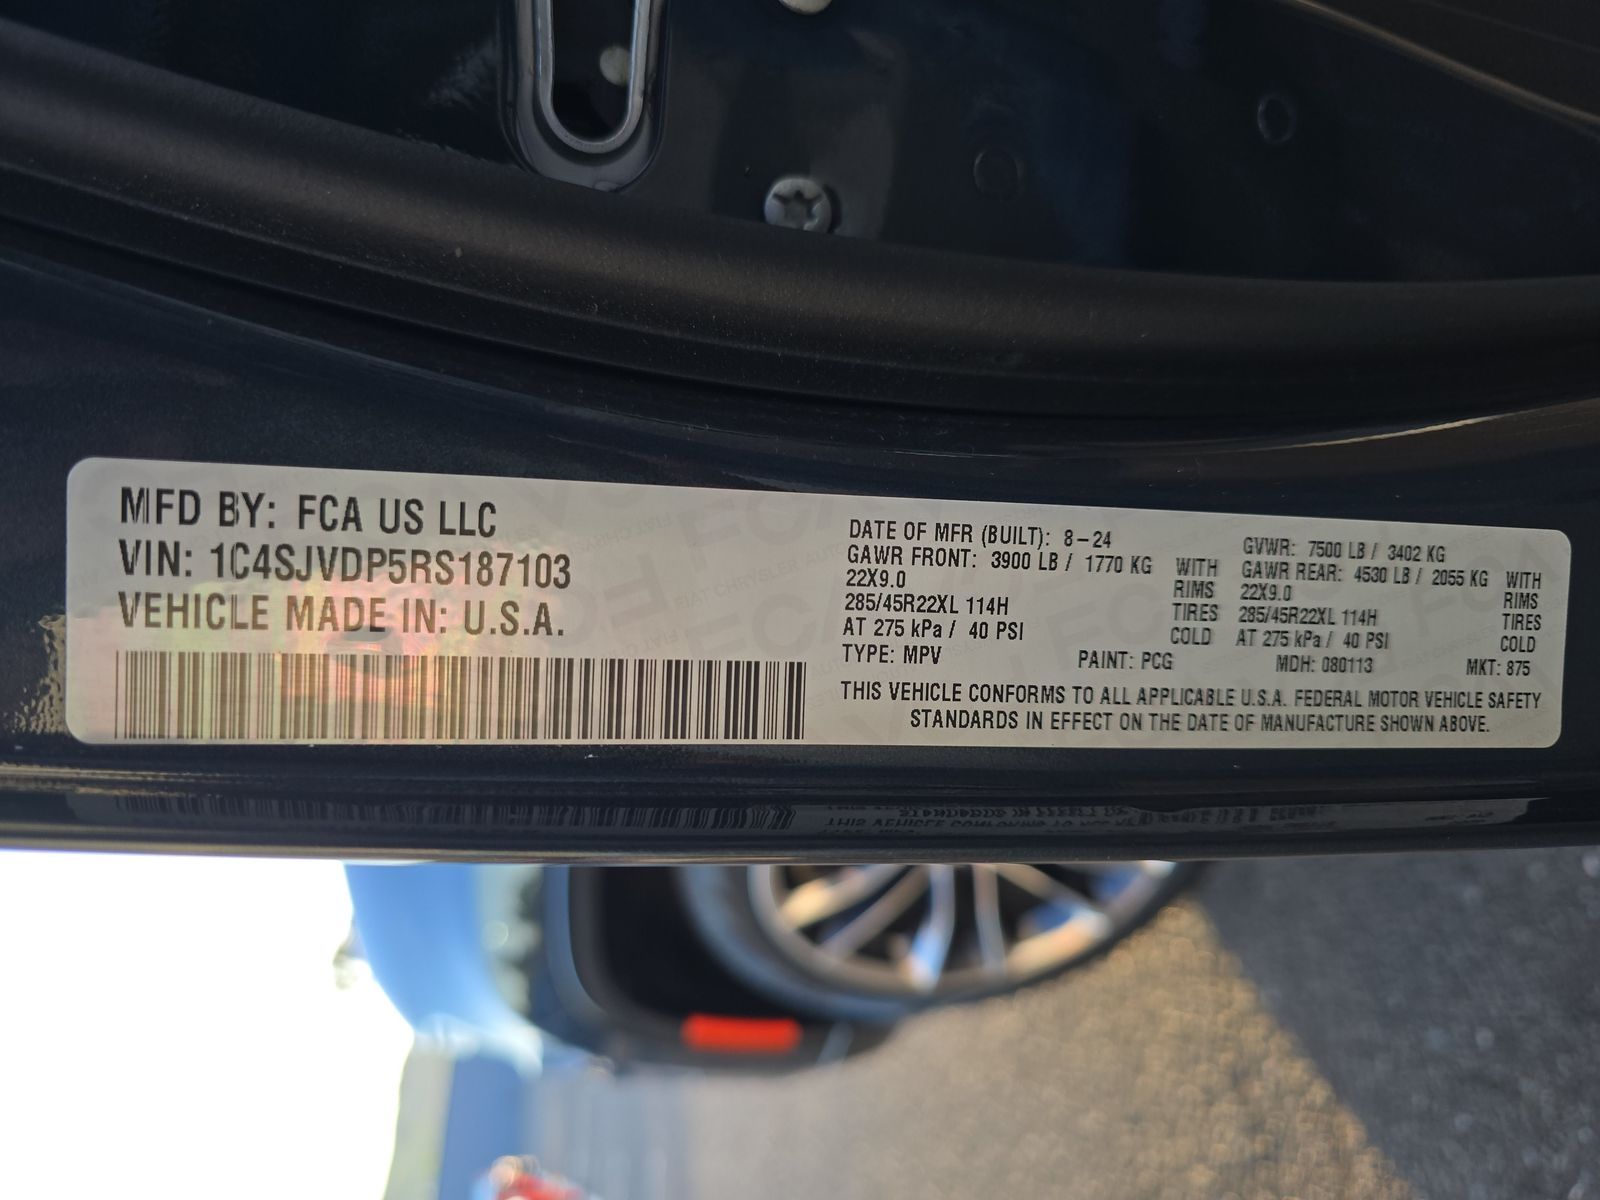 MFD BY: FCA US LLC
VIN: 1C4SJVDP5RS187103
VEHICLE MADE IN: U.S.A.
DATE OF MFR (BUILT): 8-24 GVWR: 7500 LB / 3402 KG
GAWR FRONT: 3900 LB / 1770 KG WITH GAWR REAR: 4530 LB / 2055 KG WITH
22X9.0 RIMS 22X9.0 RIMS
285/45R22XL 114H TIRES 285/45R22XL 114H TIRES
AT 275 kPa / 40 PSI COLD AT 275 kPa / 40 PSI COLD
TYPE: MPV PAINT: PCG MDH: 080113 MKT: 875
THIS VEHICLE CONFORMS TO ALL APPLICABLE U.S.A. FEDERAL MOTOR VEHICLE SAFETY
STANDARDS IN EFFECT ON THE DATE OF MANUFACTURE SHOWN ABOVE.